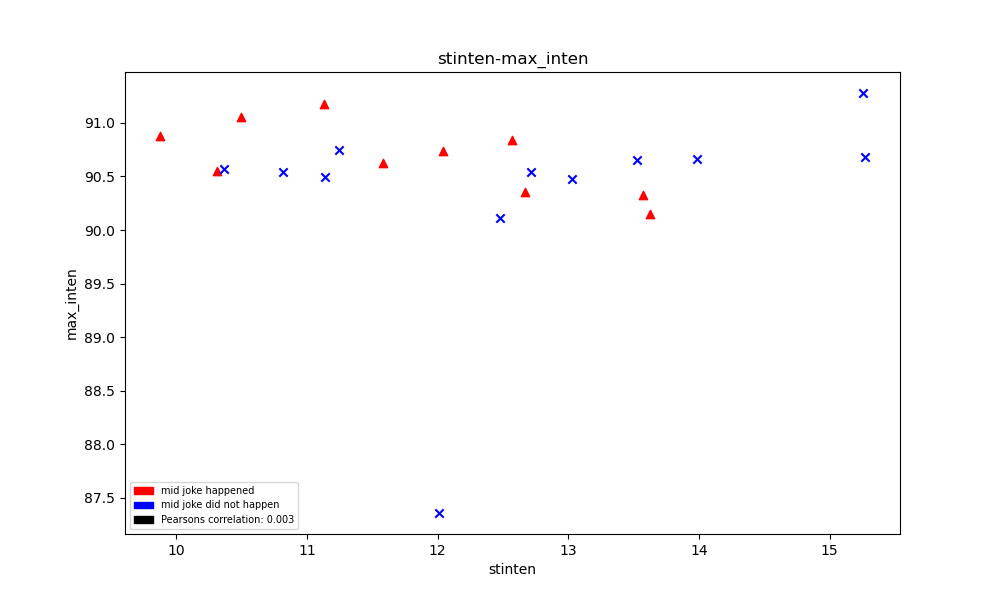 stinten-max_inten
91.0
90.5
90.0
89.5
89.0
88.5
88.0
87.5
max_inten
mid joke happened
mid joke did not happen
Pearsons correlation: 0.003
10 11 12 13 14 15
stinten